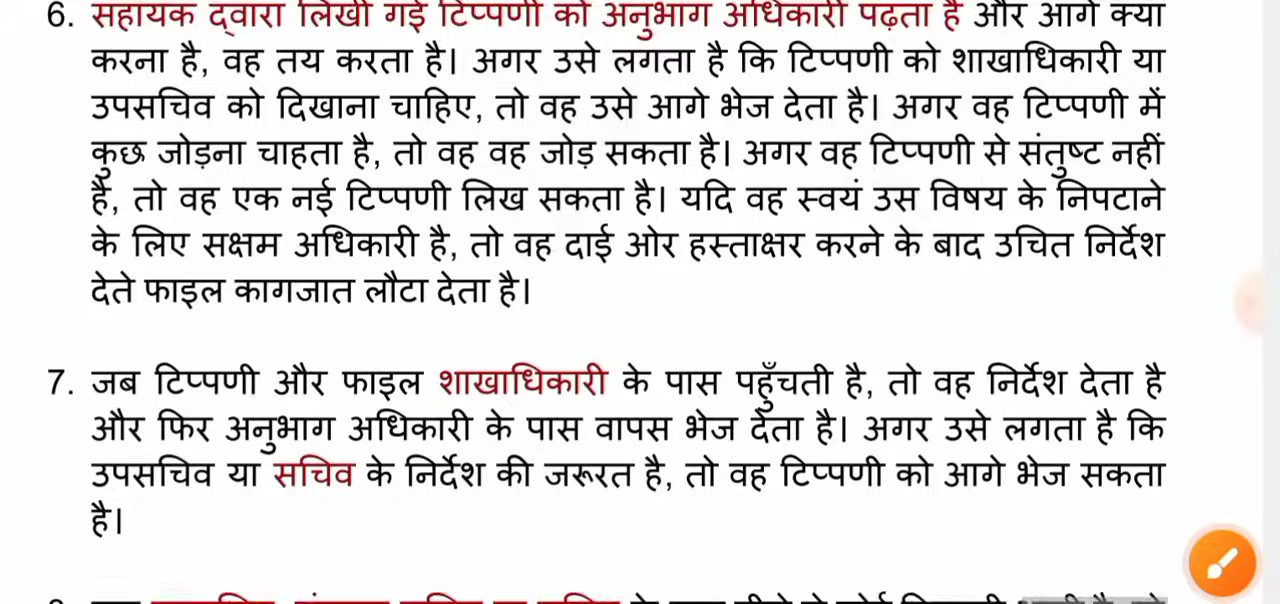 6. सहायक द्वारा लिखी गई टिप्पणी को अनुभाग अधिकारी पढ़ता है और आगे क्या
करना है, वह तय करता है। अगर उसे लगता है कि टिप्पणी को शाखाधिकारी या
उपसचिव को दिखाना चाहिए, तो वह उसे आगे भेज देता है। अगर वह टिप्पणी में
कुछ जोड़ना चाहता है, तो वह वह जोड़ सकता है। अगर वह टिप्पणी से संतुष्ट नहीं
है, तो वह एक नई टिप्पणी लिख सकता है। यदि वह स्वयं उस विषय के निपटाने
के लिए सक्षम अधिकारी है, तो वह दाई ओर हस्ताक्षर करने के बाद उचित निर्देश
देते फाइल कागजात लौटा देता है।
7. जब टिप्पणी और फाइल शाखाधिकारी के पास पहुँचती है, तो वह निर्देश देता है
और फिर अनुभाग अधिकारी के पास वापस भेज देता है। अगर उसे लगता है कि
उपसचिव या सचिव के निर्देश की जरूरत है, तो वह टिप्पणी को आगे भेज सकता
है।